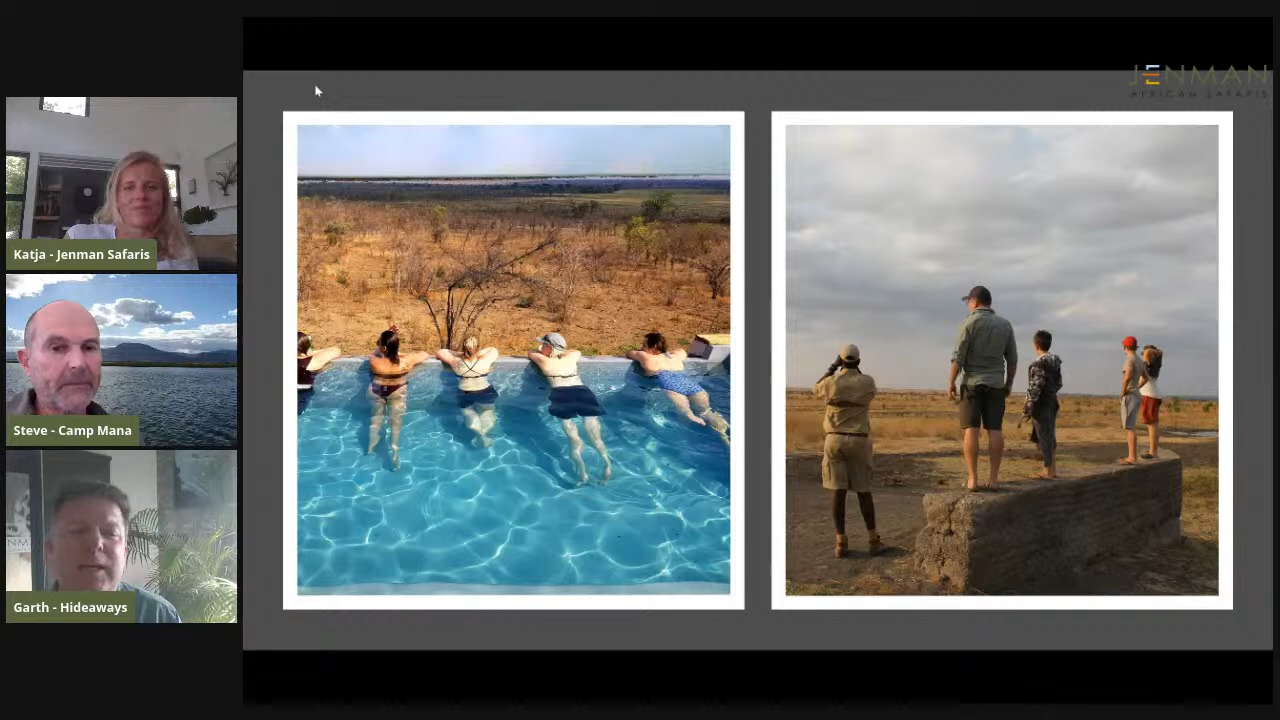 JENMAN
AFRICAN SAFARIS
Katja - Jenman Safaris
Steve - Camp Mana
Garth - Hideaways